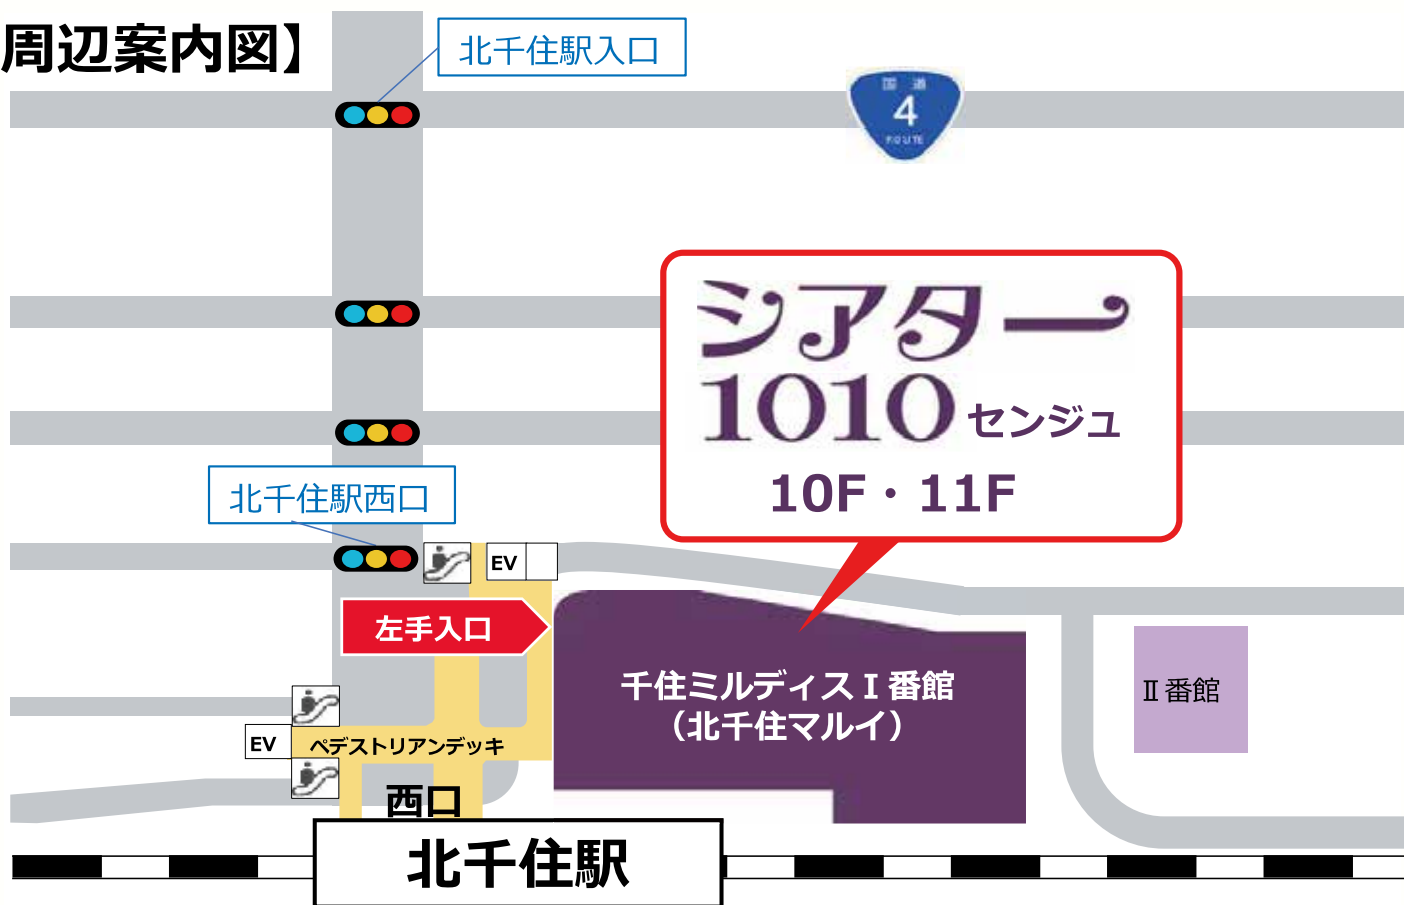 周辺案内図】
北千住駅入口
国道
4
ROUTE
シアター
1010 センジュ
10F・11F
北千住駅西口
EV
左手入口
千住ミルディスⅠ番館
（北千住マルイ）
Ⅱ番館
EV
ペデストリアンデッキ
西口
北千住駅